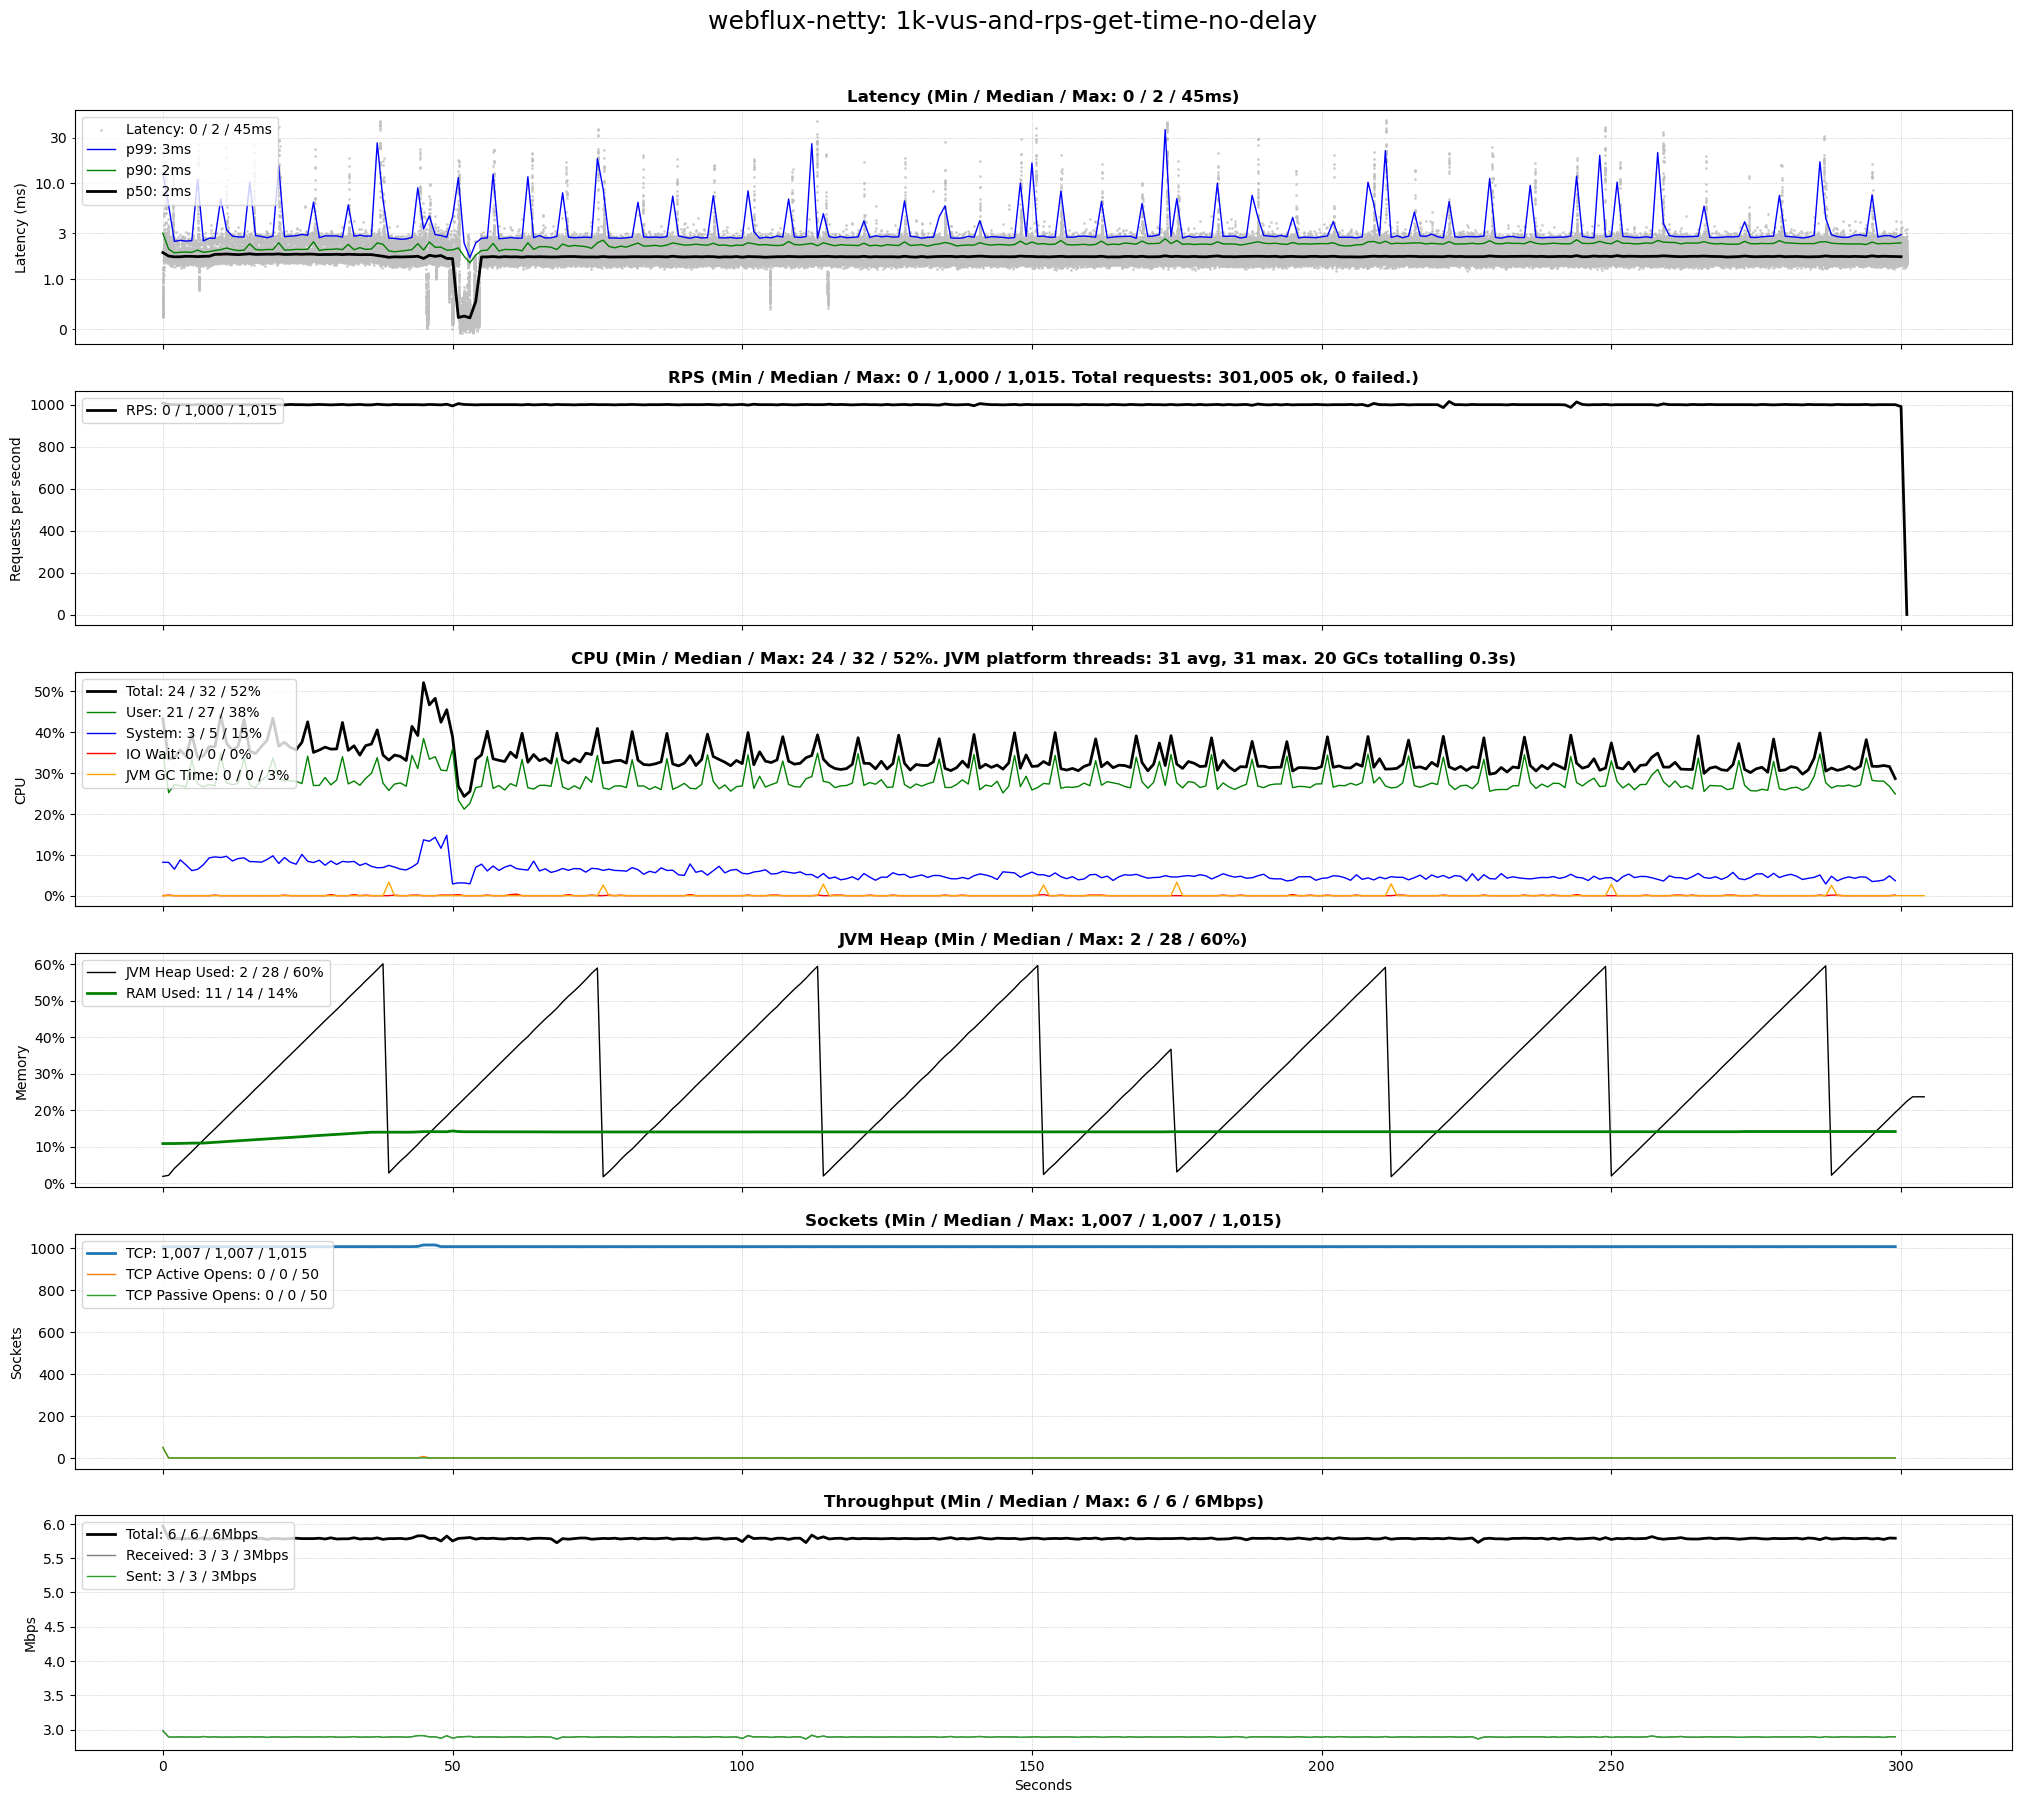 webflux-netty: 1k-vus-and-rps-get-time-no-delay
Latency (Min / Median / Max: 0 / 2 / 45ms)
Latency: 0 / 2 / 45ms
p99: 3ms
p90: 2ms
p50: 2ms
Latency (ms)
30
10.0
3
1.0
0
RPS (Min / Median / Max: 0 / 1,000 / 1,015. Total requests: 301,005 ok, 0 failed.)
RPS: 0 / 1,000 / 1,015
Requests per second
1000
800
600
400
200
0
CPU (Min / Median / Max: 24 / 32 / 52%. JVM platform threads: 31 avg, 31 max. 20 GCs totalling 0.3s)
Total: 24 / 32 / 52%
User: 21 / 27 / 38%
System: 3 / 5 / 15%
IO Wait: 0 / 0 / 0%
JVM GC Time: 0 / 0 / 3%
CPU
50%
40%
30%
20%
10%
0%
JVM Heap (Min / Median / Max: 2 / 28 / 60%)
JVM Heap Used: 2 / 28 / 60%
RAM Used: 11 / 14 / 14%
Memory
60%
50%
40%
30%
20%
10%
0%
Sockets (Min / Median / Max: 1,007 / 1,007 / 1,015)
TCP: 1,007 / 1,007 / 1,015
TCP Active Opens: 0 / 0 / 50
TCP Passive Opens: 0 / 0 / 50
Sockets
1000
800
600
400
200
0
Throughput (Min / Median / Max: 6 / 6 / 6Mbps)
Total: 6 / 6 / 6Mbps
Received: 3 / 3 / 3Mbps
Sent: 3 / 3 / 3Mbps
Mbps
6.0
5.5
5.0
4.5
4.0
3.5
3.0
0 50 100 150 200 250 300
Seconds